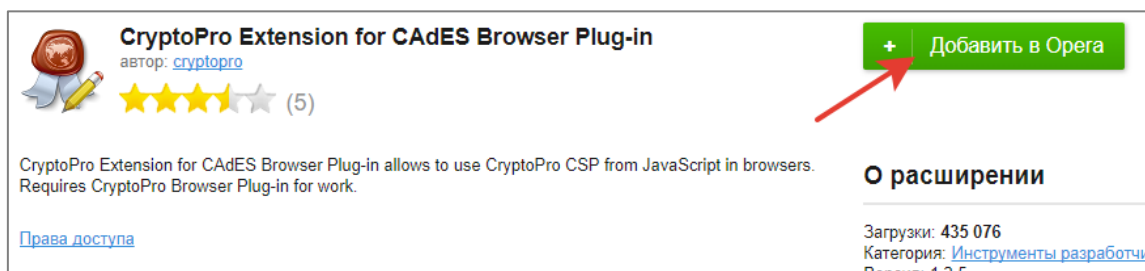 CryptoPro Extension for CAdES Browser Plug-in
автор: cryptopro
(5)
+ Добавить в Opera
CryptoPro Extension for CAdES Browser Plug-in allows to use CryptoPro CSP from JavaScript in browsers.
Requires CryptoPro Browser Plug-in for work.
Права доступа
О расширении
Загрузки: 435 076
Категория: Инструменты разработчи